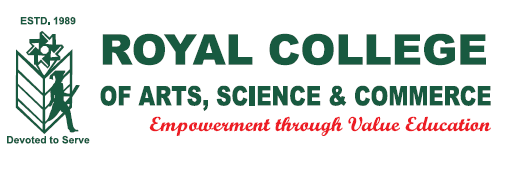 ESTD. 1989
ROYAL COLLEGE
OF ARTS, SCIENCE & COMMERCE
Empowerment through Value Education
Devoted to Serve